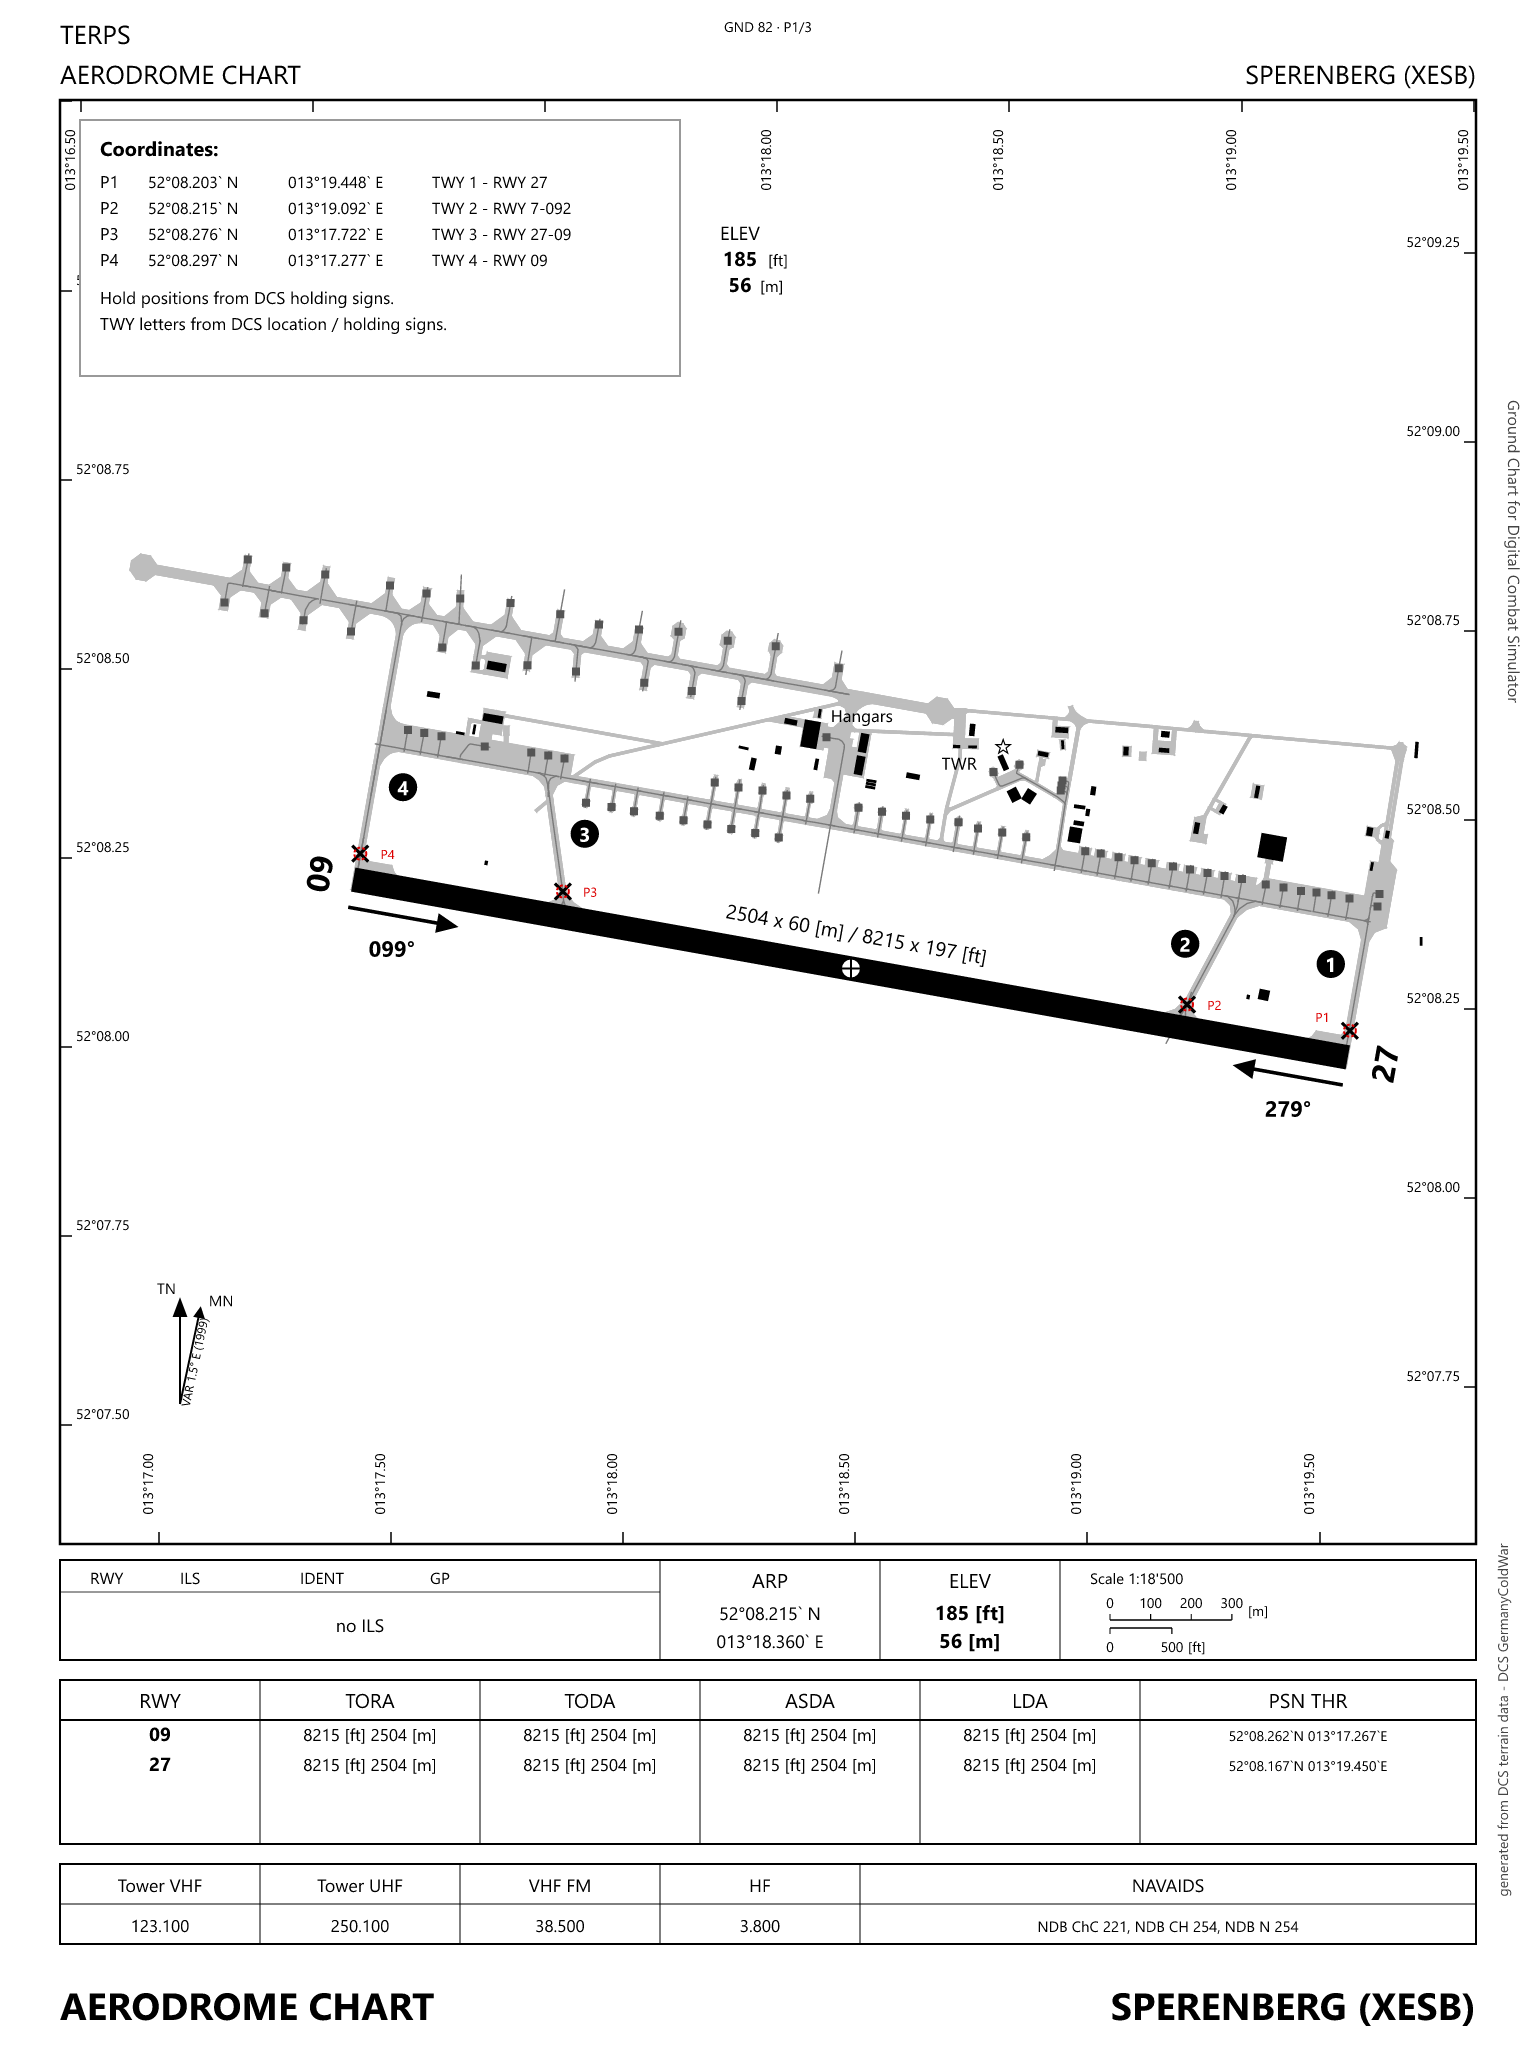 GND 82 · P1/3
TERPS
AERODROME CHART
SPERENBERG (XESB)
013°16.50
013°18.00
013°18.50
013°19.00
013°19.50
Coordinates:
P1 52°08.203` N 013°19.448` E TWY 1 - RWY 27
P2 52°08.215` N 013°19.092` E TWY 2 - RWY 7-092
P3 52°08.276` N 013°17.722` E TWY 3 - RWY 27-09
P4 52°08.297` N 013°17.277` E TWY 4 - RWY 09
Hold positions from DCS holding signs.
TWY letters from DCS location / holding signs.
ELEV
185 [ft]
56 [m]
52°09.25
52°09.00
52°08.75
52°08.75
52°08.50
52°08.50
52°08.25
52°08.25
52°08.00
52°08.00
52°07.75
52°07.75
52°07.50
Hangars
TWR
4
3
2
1
P4
P3
P2
P1
09
27
2504 x 60 [m] / 8215 x 197 [ft]
099°
279°
TN
MN
VAR 1.5° E (1999)
013°17.00
013°17.50
013°18.00
013°18.50
013°19.00
013°19.50
Ground Chart for Digital Combat Simulator
generated from DCS terrain data - DCS GermanyColdWar
RWY ILS IDENT GP
no ILS
ARP
52°08.215` N
013°18.360` E
ELEV
185 [ft]
56 [m]
Scale 1:18'500
0 100 200 300 [m]
0 500 [ft]
RWY TORA TODA ASDA LDA PSN THR
09 8215 [ft] 2504 [m] 8215 [ft] 2504 [m] 8215 [ft] 2504 [m] 8215 [ft] 2504 [m] 52°08.262`N 013°17.267`E
27 8215 [ft] 2504 [m] 8215 [ft] 2504 [m] 8215 [ft] 2504 [m] 8215 [ft] 2504 [m] 52°08.167`N 013°19.450`E
Tower VHF Tower UHF VHF FM HF NAVAIDS
123.100 250.100 38.500 3.800 NDB ChC 221, NDB CH 254, NDB N 254
AERODROME CHART
SPERENBERG (XESB)